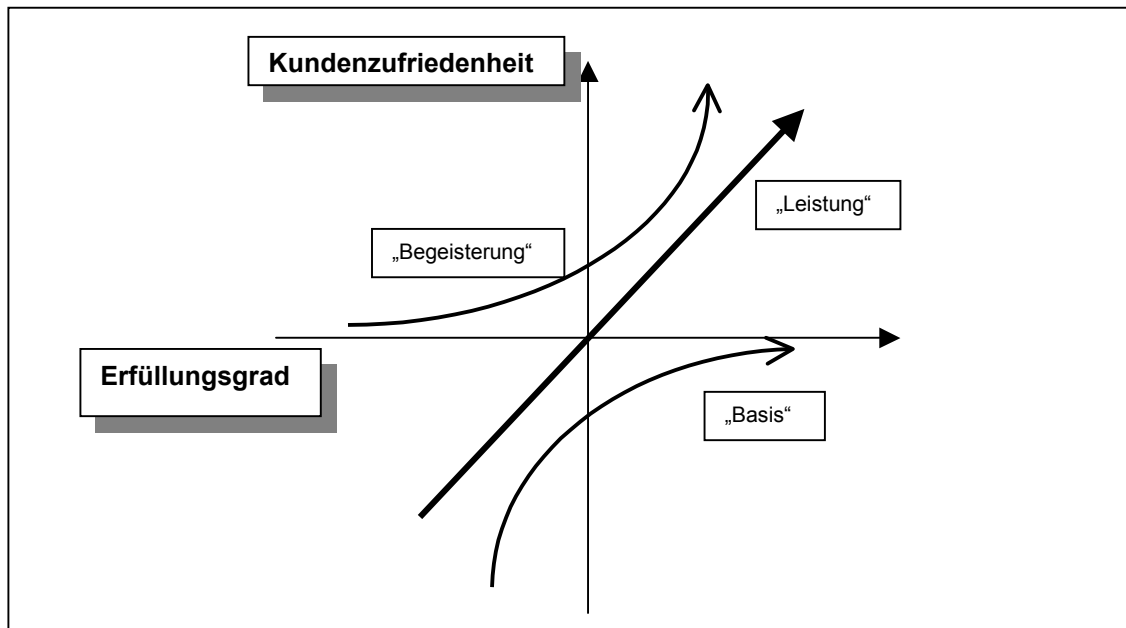 Kundenzufriedenheit
„Leistung“
„Begeisterung“
Erfüllungsgrad
„Basis“